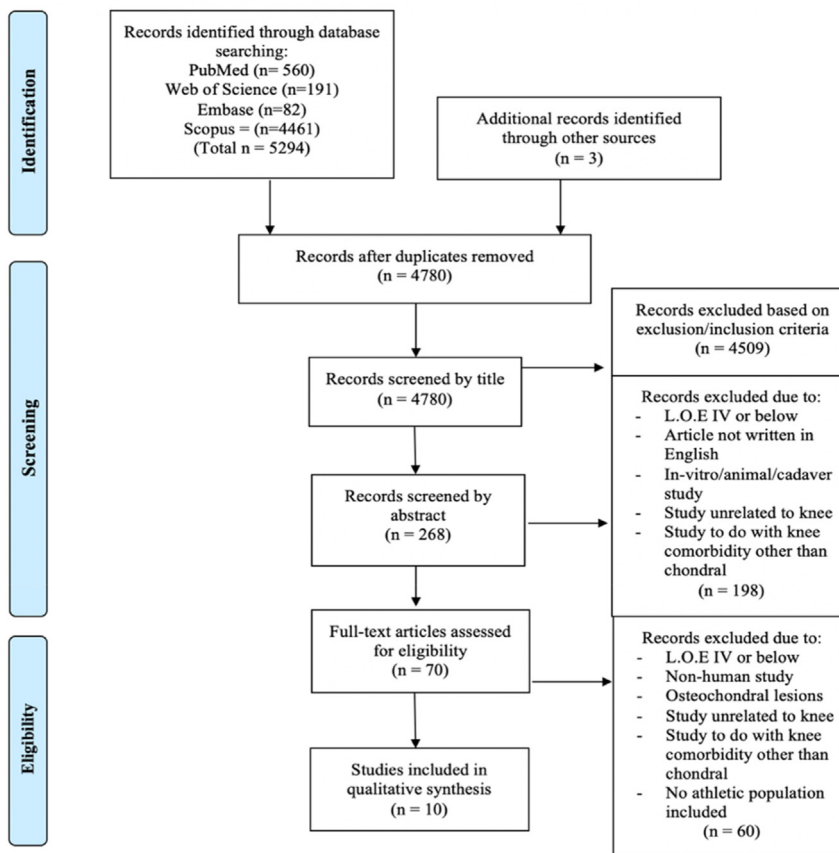 Identification
Records identified through database
searching:
PubMed (n= 560)
Web of Science (n=191)
Embase (n=82)
Scopus = (n=4461)
(Total n = 5294)
Additional records identified
through other sources
(n = 3)
Records after duplicates removed
(n = 4780)
Screening
Records screened by title
(n = 4780)
Records excluded based on
exclusion/inclusion criteria
(n = 4509)
Records screened by
abstract
(n = 268)
Records excluded due to:
- L.O.E IV or below
- Article not written in
English
- In-vitro/animal/cadaver
study
- Study unrelated to knee
- Study to do with knee
comorbidity other than
chondral
(n = 198)
Eligibility
Full-text articles assessed
for eligibility
(n = 70)
Records excluded due to:
- L.O.E IV or below
- Non-human study
- Osteochondral lesions
- Study unrelated to knee
- Study to do with knee
comorbidity other than
chondral
- No athletic population
included
(n = 60)
Studies included in
qualitative synthesis
(n = 10)